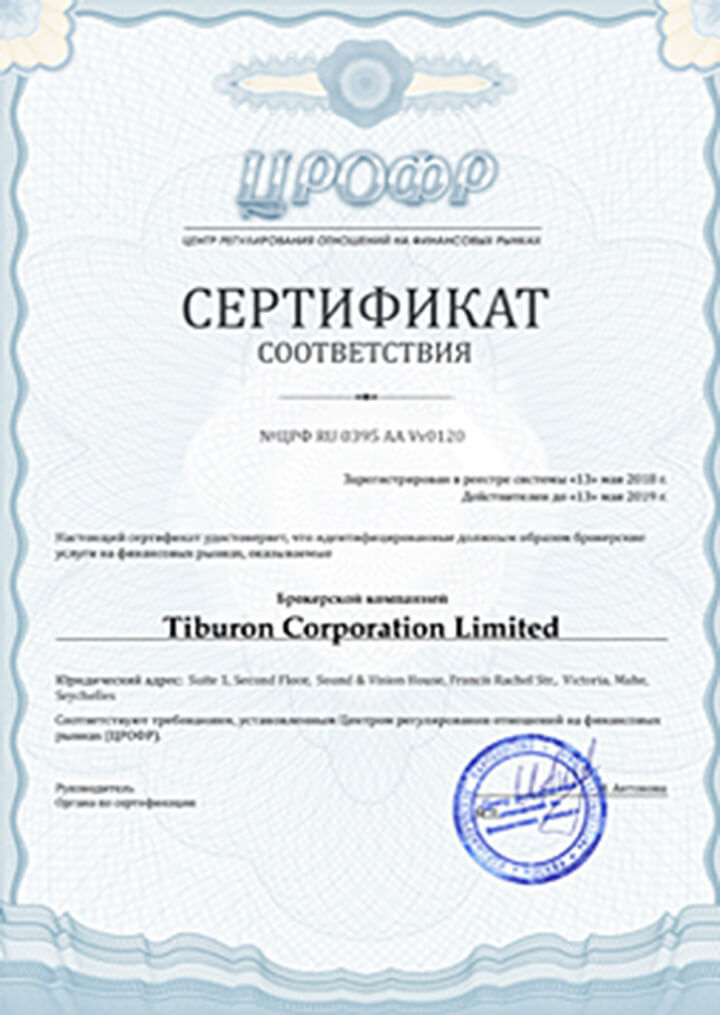 ЦРОФР
ЦЕНТР РЕГУЛИРОВАНИЯ ОТНОШЕНИЙ НА ФИНАНСОВЫХ РЫНКАХ
СЕРТИФИКАТ
СООТВЕТСТВИЯ
№ЦРФ RU 0395 AA Vv0120
Зарегистрирован в реестре системы «13» мая 2018 г.
Действителен до «13» мая 2019 г.
Настоящий сертификат удостоверяет, что идентифицированные должным образом брокерские
услуги на финансовых рынках, оказываемые
Брокерской компанией
Tiburon Corporation Limited
Юридический адрес: Suite 1, Second Floor, Sound & Vision House, Francis Rachel Str., Victoria, Mahe,
Seychelles
Соответствуют требованиям, установленным Центром регулирования отношений на финансовых
рынках (ЦРОФР).
Руководитель
Антонова
Органа по сертификации